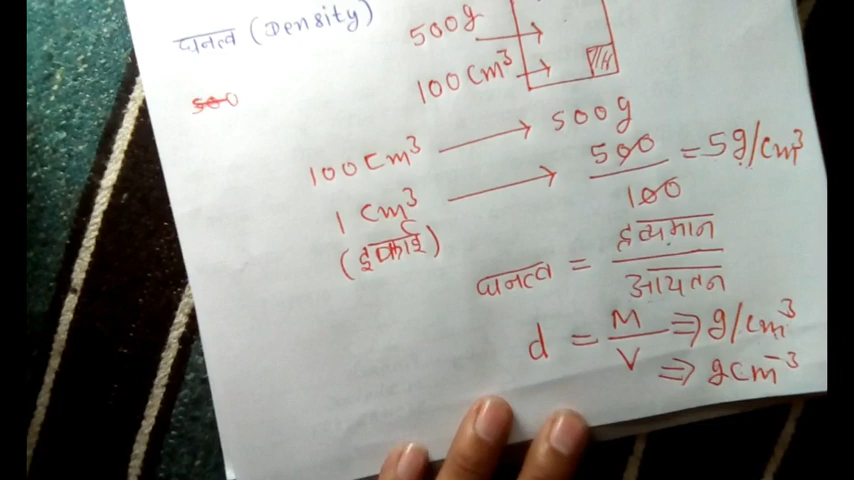 घनत्व (Density)
500g →
100 Cm³ →
500
100 Cm³ → 500g
1 Cm³ → 500/100 = 5g/cm³
(इकाई)
घनत्व = द्रव्यमान/आयतन
d = M/V ⇒ g/cm³
⇒ gcm⁻³